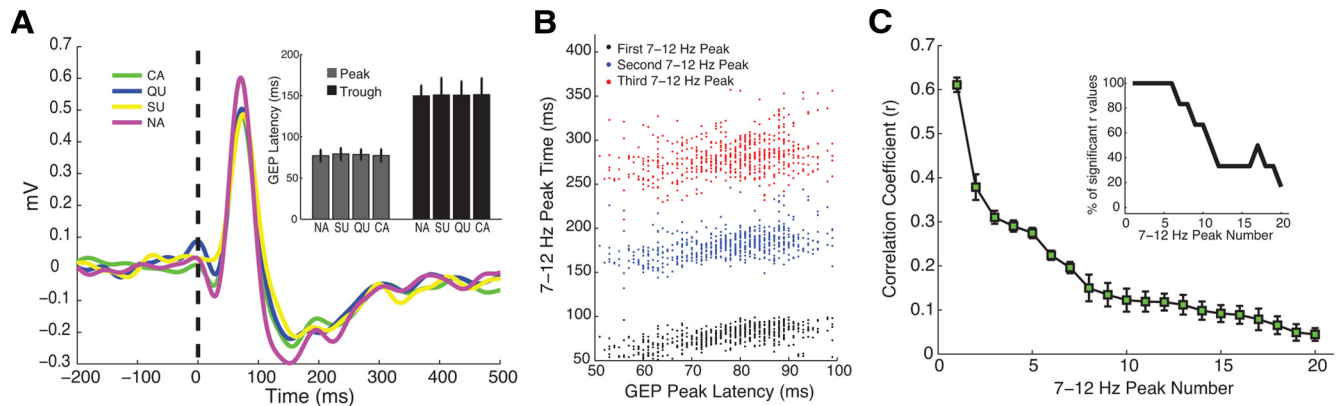 A
0.7
0.6
0.5
0.4
0.3
0.2
0.1
0
−0.1
−0.2
−0.3
mV
−200
−100
0
100
200
300
400
500
Time (ms)
CA
QU
SU
NA
200
150
100
50
0
GEP Latency (ms)
Peak
Trough
NA SU QU CA
NA SU QU CA
B
400
350
300
250
200
150
100
50
7–12 Hz Peak Time (ms)
First 7–12 Hz Peak
Second 7–12 Hz Peak
Third 7–12 Hz Peak
50 60 70 80 90 100
GEP Peak Latency (ms)
C
0.7
0.6
0.5
0.4
0.3
0.2
0.1
0
Correlation Coefficient (r)
0 5 10 15 20
7–12 Hz Peak Number
100
80
60
40
20
0
% of significant r values
0 5 10 15 20
7–12 Hz Peak Number